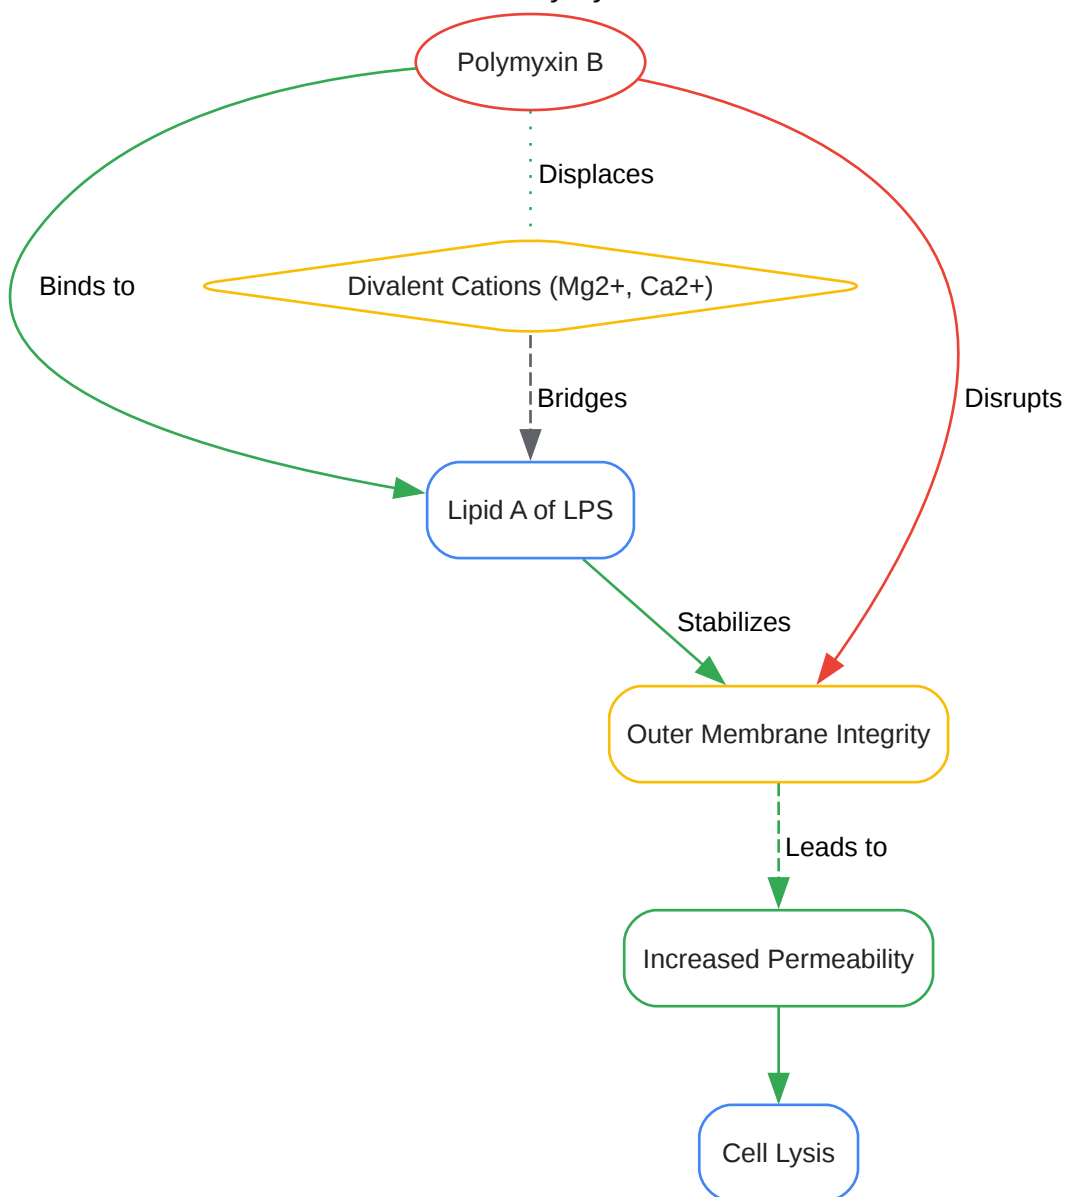 Polymyxin B
Displaces
Binds to
Divalent Cations (Mg2+, Ca2+)
Bridges
Disrupts
Lipid A of LPS
Stabilizes
Outer Membrane Integrity
Leads to
Increased Permeability
Cell Lysis